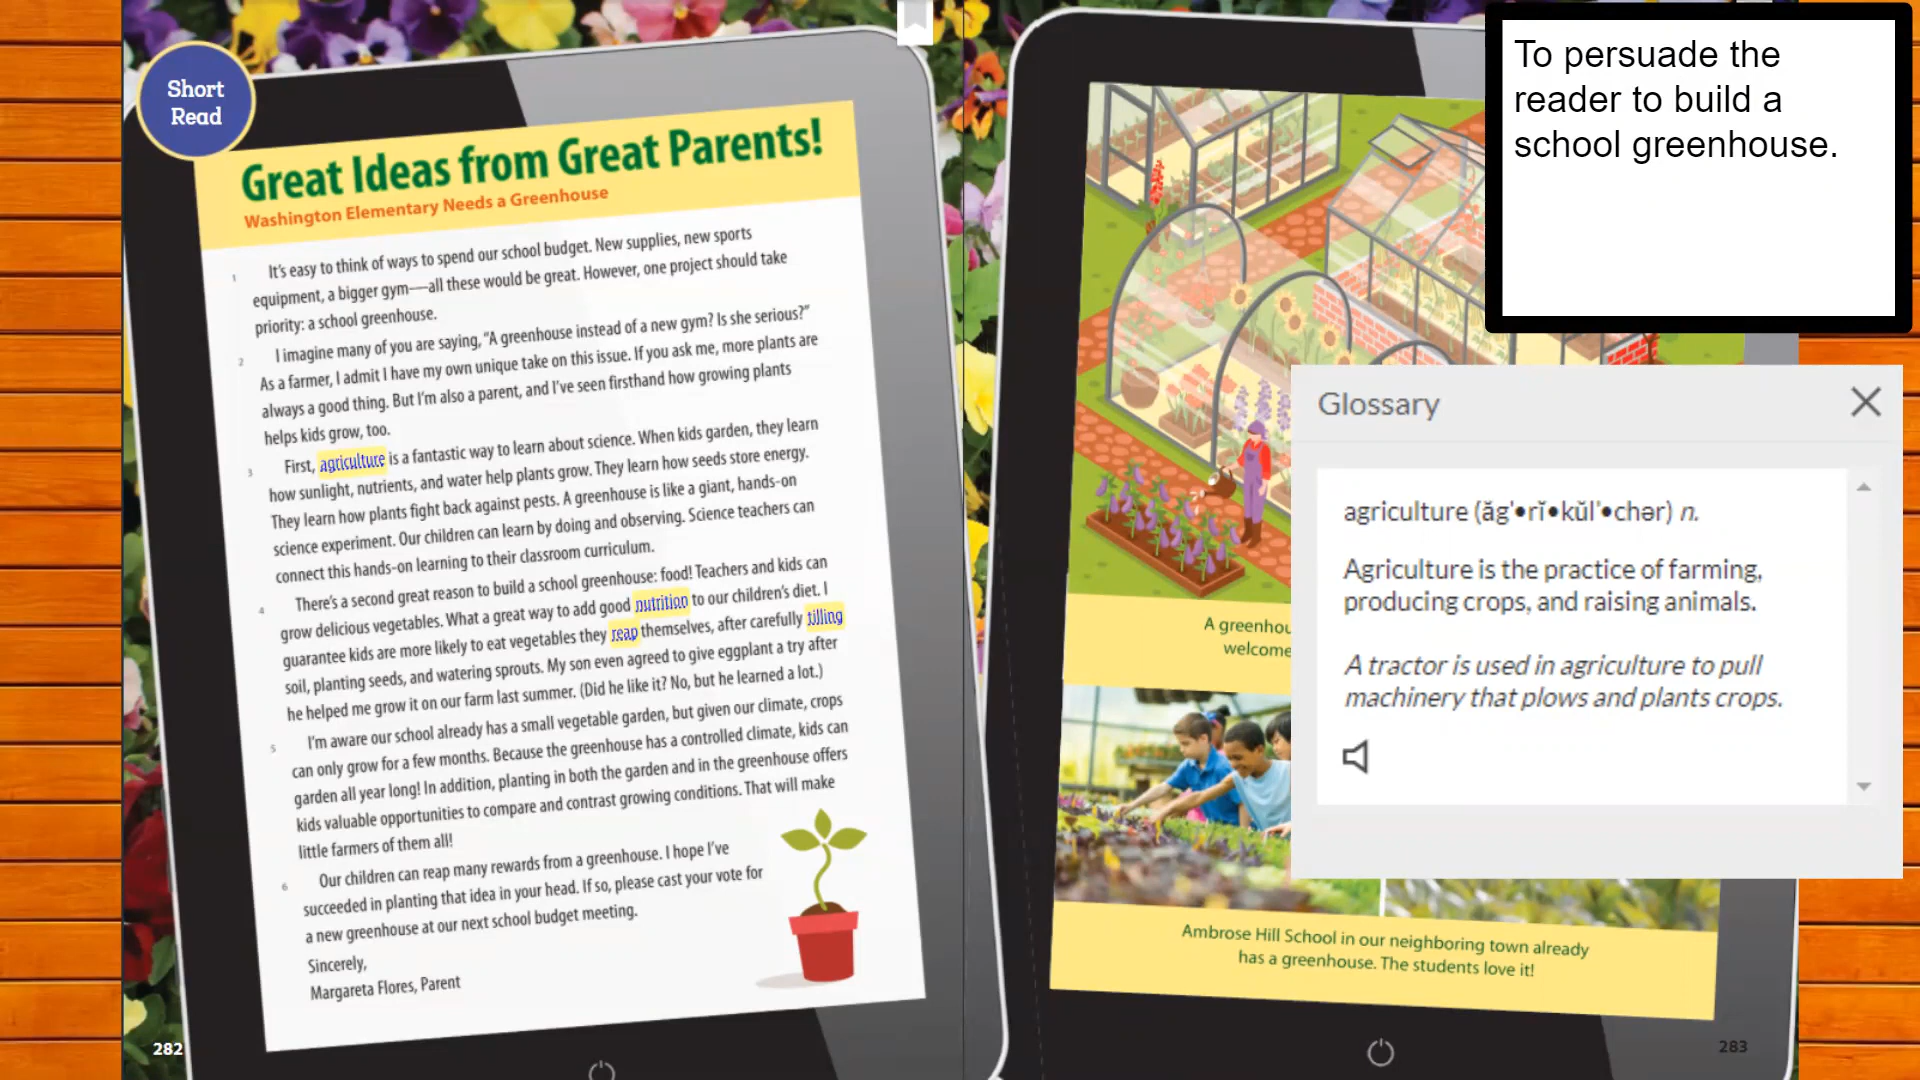 Short
Read
Great Ideas from Great Parents!
Washington Elementary Needs a Greenhouse
1 It's easy to think of ways to spend our school budget. New supplies, new sports
equipment, a bigger gym—all these would be great. However, one project should take
priority: a school greenhouse.
2 I imagine many of you are saying, "A greenhouse instead of a new gym? Is she serious?"
As a farmer, I admit I have my own unique take on this issue. If you ask me, more plants are
always a good thing. But I'm also a parent, and I've seen firsthand how growing plants
helps kids grow, too.
3 First, agriculture is a fantastic way to learn about science. When kids garden, they learn
how sunlight, nutrients, and water help plants grow. They learn how seeds store energy.
They learn how plants fight back against pests. A greenhouse is like a giant, hands-on
science experiment. Our children can learn by doing and observing. Science teachers can
connect this hands-on learning to their classroom curriculum.
4 There's a second great reason to build a school greenhouse: food! Teachers and kids can
grow delicious vegetables. What a great way to add good nutrition to our children's diet. I
guarantee kids are more likely to eat vegetables they reap themselves, after carefully tilling
soil, planting seeds, and watering sprouts. My son even agreed to give eggplant a try after
he helped me grow it on our farm last summer. (Did he like it? No, but he learned a lot.)
5 I'm aware our school already has a small vegetable garden, but given our climate, crops
can only grow for a few months. Because the greenhouse has a controlled climate, kids can
garden all year long! In addition, planting in both the garden and in the greenhouse offers
kids valuable opportunities to compare and contrast growing conditions. That will make
little farmers of them all!
6 Our children can reap many rewards from a greenhouse. I hope I've
succeeded in planting that idea in your head. If so, please cast your vote for
a new greenhouse at our next school budget meeting.
Sincerely,
Margareta Flores, Parent
282
To persuade the
reader to build a
school greenhouse.
Glossary
agriculture (ăg'•rĭ•kŭl'•chər) n.
Agriculture is the practice of farming,
producing crops, and raising animals.
A tractor is used in agriculture to pull
machinery that plows and plants crops.
A
welcome
Ambrose Hill School in our neighboring town already
has a greenhouse. The students love it!
283